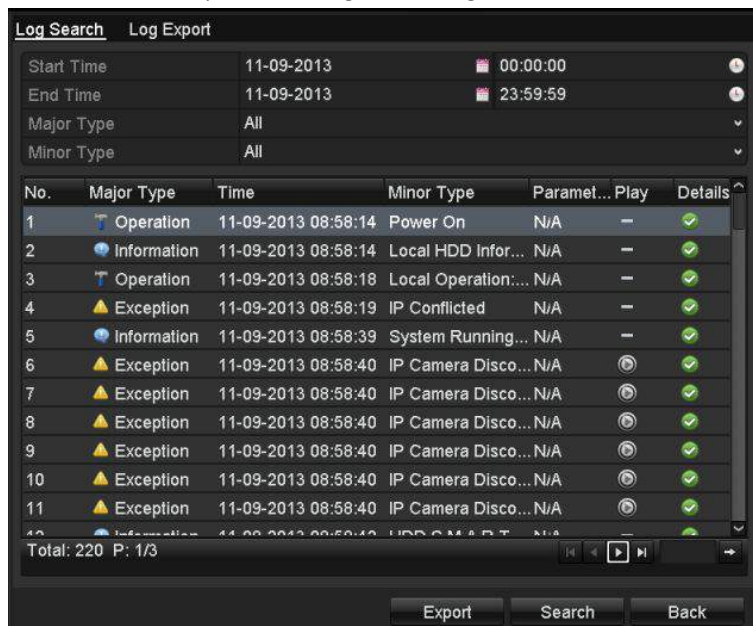 Log Search Log Export
Start Time 11-09-2013 00:00:00
End Time 11-09-2013 23:59:59
Major Type All
Minor Type All
No. Major Type Time Minor Type Paramet... Play Details
1 Operation 11-09-2013 08:58:14 Power On N/A —
2 Information 11-09-2013 08:58:14 Local HDD Infor... N/A —
3 Operation 11-09-2013 08:58:18 Local Operation:... N/A —
4 Exception 11-09-2013 08:58:19 IP Conflicted N/A —
5 Information 11-09-2013 08:58:39 System Running... N/A —
6 Exception 11-09-2013 08:58:40 IP Camera Disco... N/A
7 Exception 11-09-2013 08:58:40 IP Camera Disco... N/A
8 Exception 11-09-2013 08:58:40 IP Camera Disco... N/A
9 Exception 11-09-2013 08:58:40 IP Camera Disco... N/A
10 Exception 11-09-2013 08:58:40 IP Camera Disco... N/A
11 Exception 11-09-2013 08:58:40 IP Camera Disco... N/A
Total: 220 P: 1/3
Export Search Back